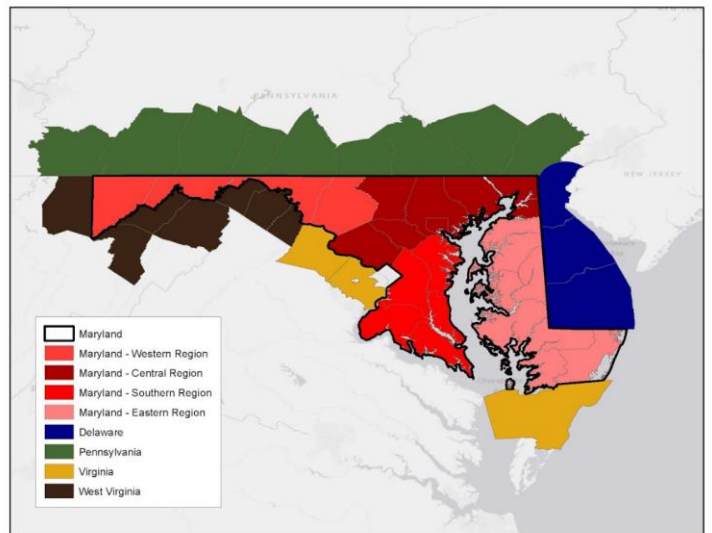 PENNSYLVANIA
NEW JERSEY
Maryland
Maryland - Western Region
Maryland - Central Region
Maryland - Southern Region
Maryland - Eastern Region
Delaware
Pennsylvania
Virginia
West Virginia